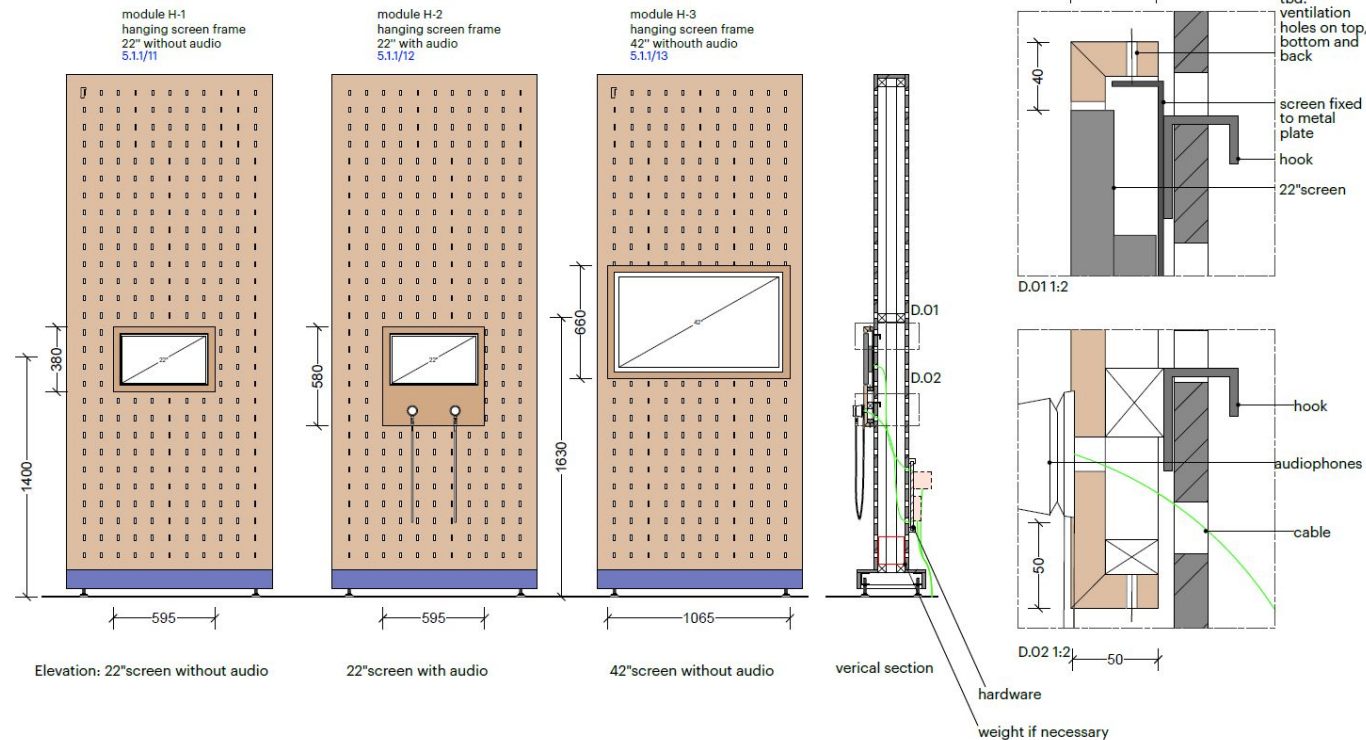 module H-1
hanging screen frame
22" without audio
5.1.1/11
module H-2
hanging screen frame
22" with audio
5.1.1/12
module H-3
hanging screen frame
42" withouth audio
5.1.1/13
tbd.
ventilation
holes on top,
bottom and
back
40
screen fixed
to metal
plate
hook
22"screen
D.01 1:2
380
1400
22"
595
580
22"
595
660
1630
42"
1065
D.01
D.02
hook
audiophones
cable
50
D.02 1:2
50
Elevation: 22"screen without audio
22"screen with audio
42"screen without audio
verical section
hardware
weight if necessary